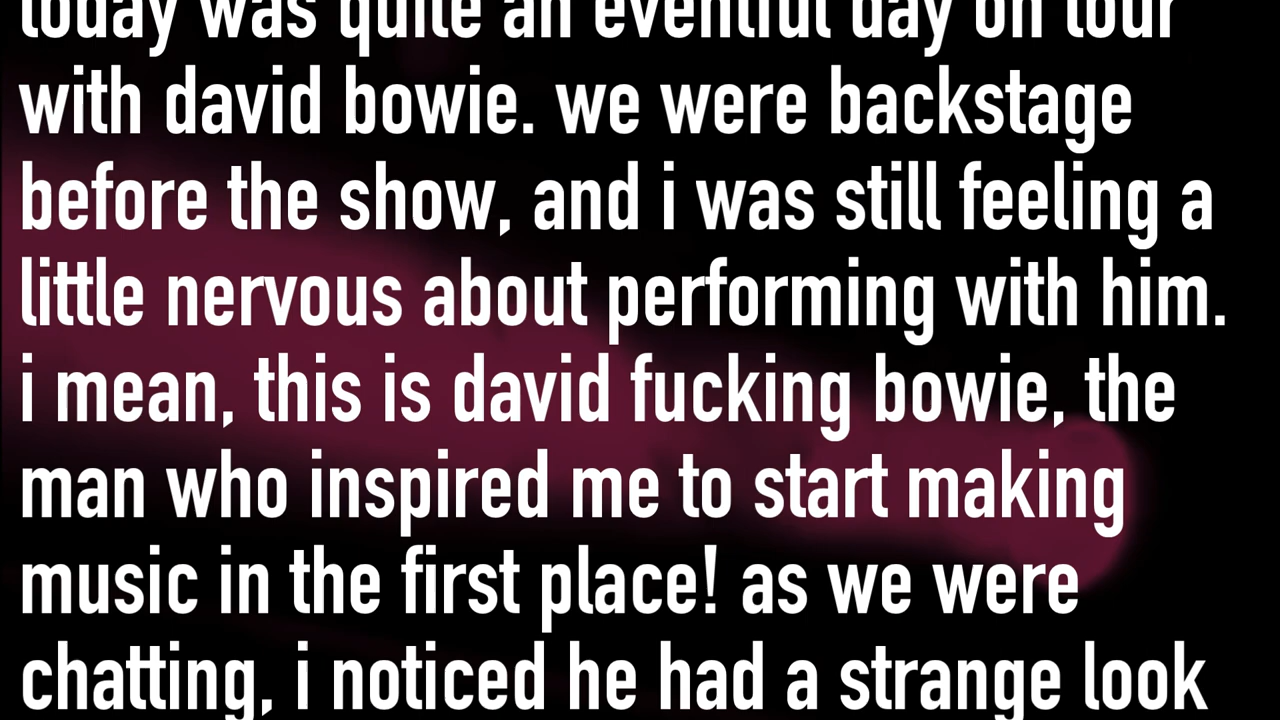 today was quite an eventful day on tour
with david bowie. we were backstage
before the show, and i was still feeling a
little nervous about performing with him.
i mean, this is david fucking bowie, the
man who inspired me to start making
music in the first place! as we were
chatting, i noticed he had a strange look